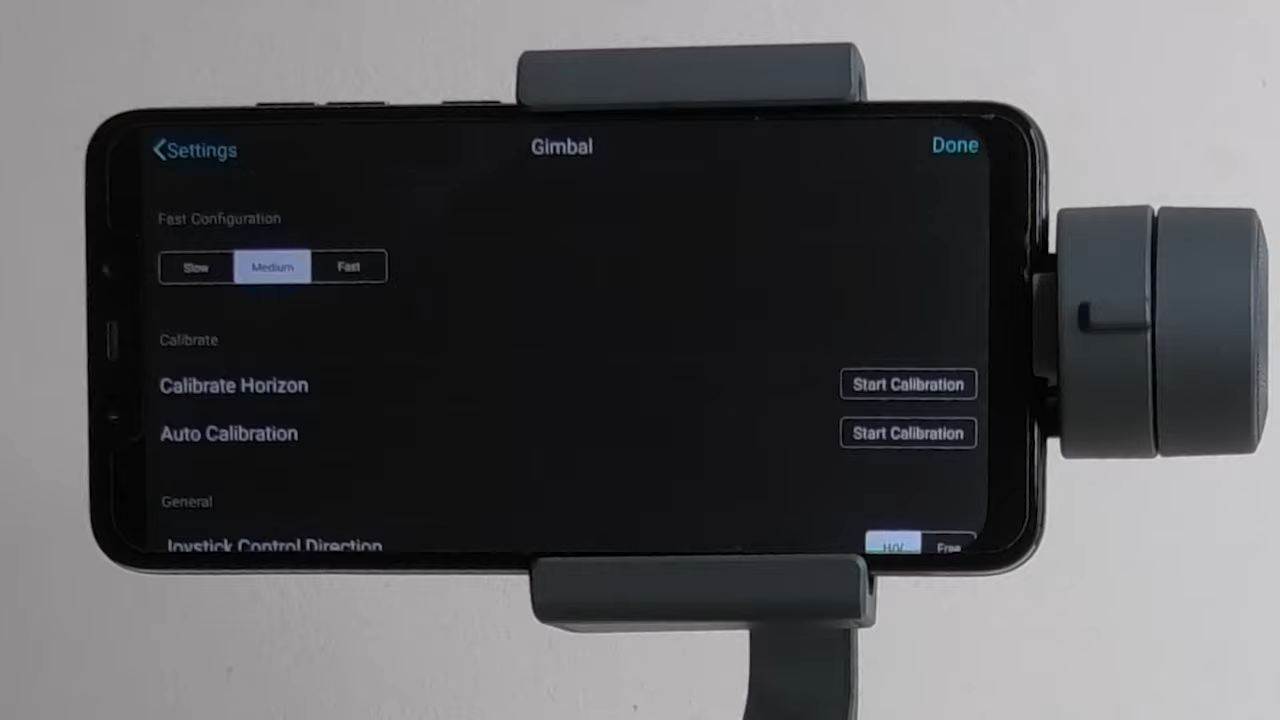 Settings
Gimbal
Done
Fast Configuration
Slow
Medium
Fast
Calibrate
Calibrate Horizon
Start Calibration
Auto Calibration
Start Calibration
General
Joystick Control Direction
H/V
Free